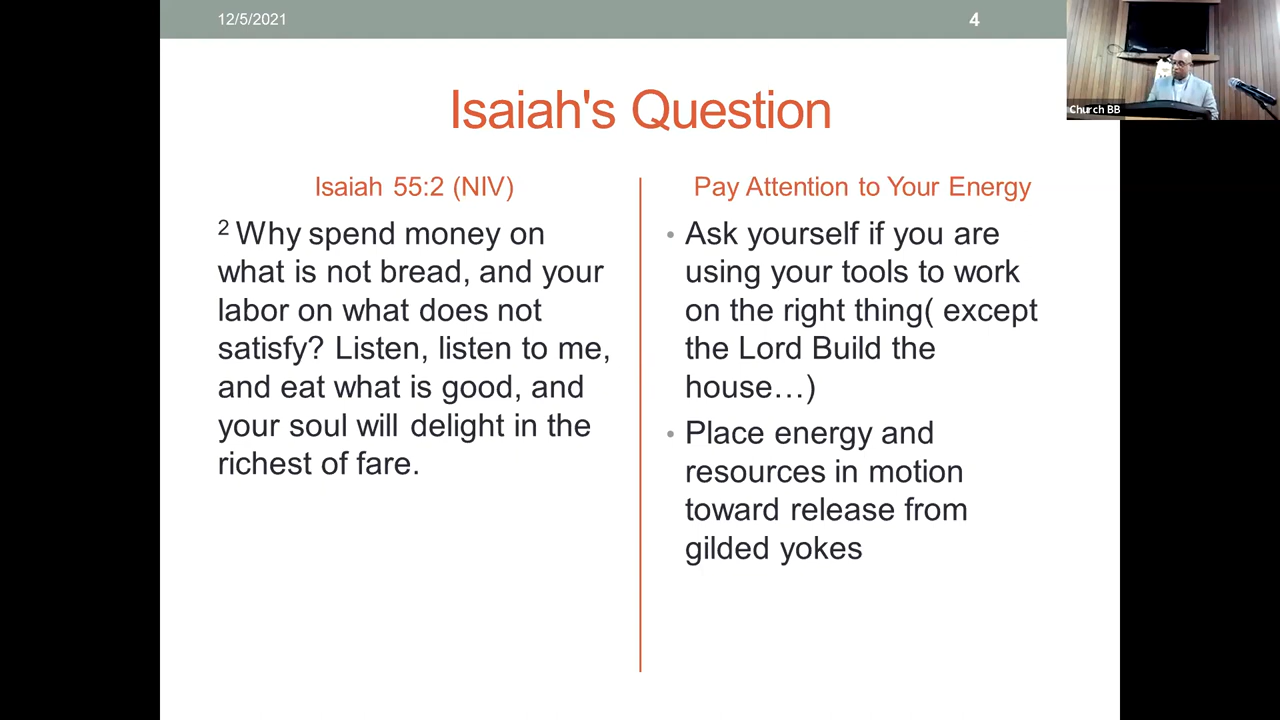 12/5/2021
4
Church BB
Isaiah's Question
Isaiah 55:2 (NIV)
2 Why spend money on
what is not bread, and your
labor on what does not
satisfy? Listen, listen to me,
and eat what is good, and
your soul will delight in the
richest of fare.
Pay Attention to Your Energy
• Ask yourself if you are
using your tools to work
on the right thing( except
the Lord Build the
house…)
• Place energy and
resources in motion
toward release from
gilded yokes